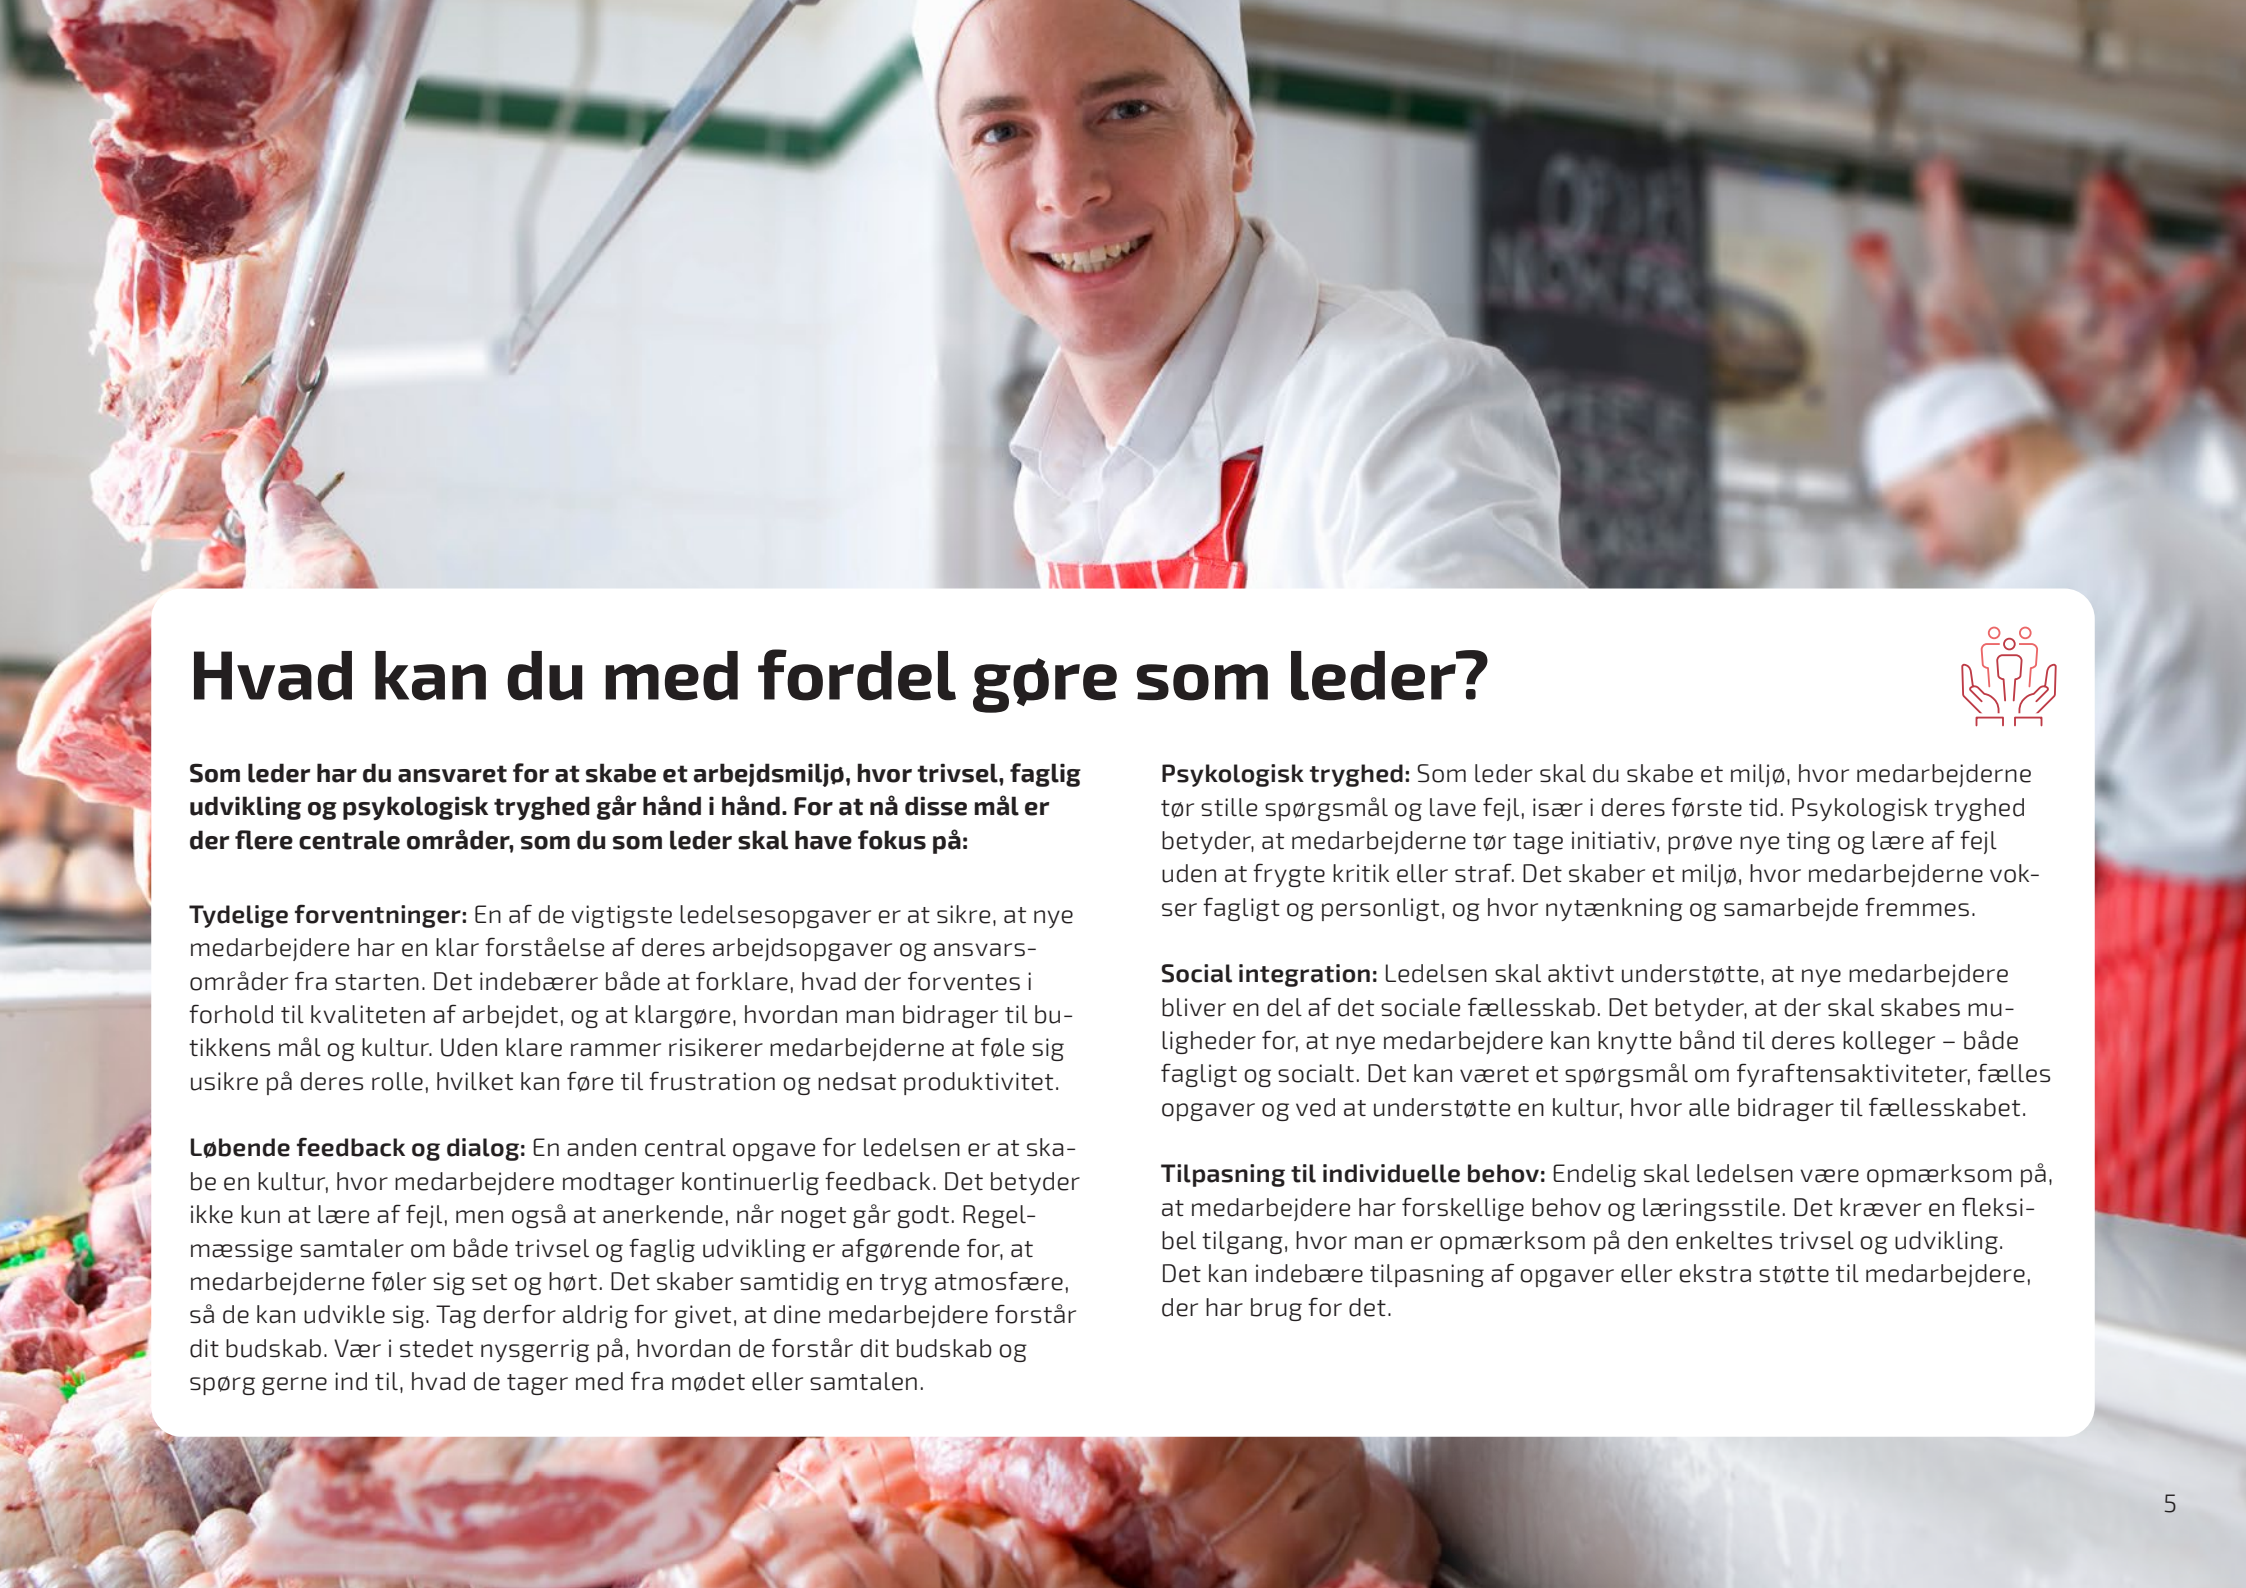 Hvad kan du med fordel gøre som leder?
Som leder har du ansvaret for at skabe et arbejdsmiljø, hvor trivsel, faglig
udvikling og psykologisk tryghed går hånd i hånd. For at nå disse mål er
der flere centrale områder, som du som leder skal have fokus på:
Tydelige forventninger: En af de vigtigste ledelsesopgaver er at sikre, at nye
medarbejdere har en klar forståelse af deres arbejdsopgaver og ansvars-
områder fra starten. Det indebærer både at forklare, hvad der forventes i
forhold til kvaliteten af arbejdet, og at klargøre, hvordan man bidrager til bu-
tikkens mål og kultur. Uden klare rammer risikerer medarbejderne at føle sig
usikre på deres rolle, hvilket kan føre til frustration og nedsat produktivitet.
Løbende feedback og dialog: En anden central opgave for ledelsen er at ska-
be en kultur, hvor medarbejdere modtager kontinuerlig feedback. Det betyder
ikke kun at lære af fejl, men også at anerkende, når noget går godt. Regel-
mæssige samtaler om både trivsel og faglig udvikling er afgørende for, at
medarbejderne føler sig set og hørt. Det skaber samtidig en tryg atmosfære,
så de kan udvikle sig. Tag derfor aldrig for givet, at dine medarbejdere forstår
dit budskab. Vær i stedet nysgerrig på, hvordan de forstår dit budskab og
spørg gerne ind til, hvad de tager med fra mødet eller samtalen.
Psykologisk tryghed: Som leder skal du skabe et miljø, hvor medarbejderne
tør stille spørgsmål og lave fejl, især i deres første tid. Psykologisk tryghed
betyder, at medarbejderne tør tage initiativ, prøve nye ting og lære af fejl
uden at frygte kritik eller straf. Det skaber et miljø, hvor medarbejderne vok-
ser fagligt og personligt, og hvor nytænkning og samarbejde fremmes.
Social integration: Ledelsen skal aktivt understøtte, at nye medarbejdere
bliver en del af det sociale fællesskab. Det betyder, at der skal skabes mu-
ligheder for, at nye medarbejdere kan knytte bånd til deres kolleger – både
fagligt og socialt. Det kan været et spørgsmål om fyraftensaktiviteter, fælles
opgaver og ved at understøtte en kultur, hvor alle bidrager til fællesskabet.
Tilpasning til individuelle behov: Endelig skal ledelsen være opmærksom på,
at medarbejdere har forskellige behov og læringsstile. Det kræver en fleksi-
bel tilgang, hvor man er opmærksom på den enkeltes trivsel og udvikling.
Det kan indebære tilpasning af opgaver eller ekstra støtte til medarbejdere,
der har brug for det.
5